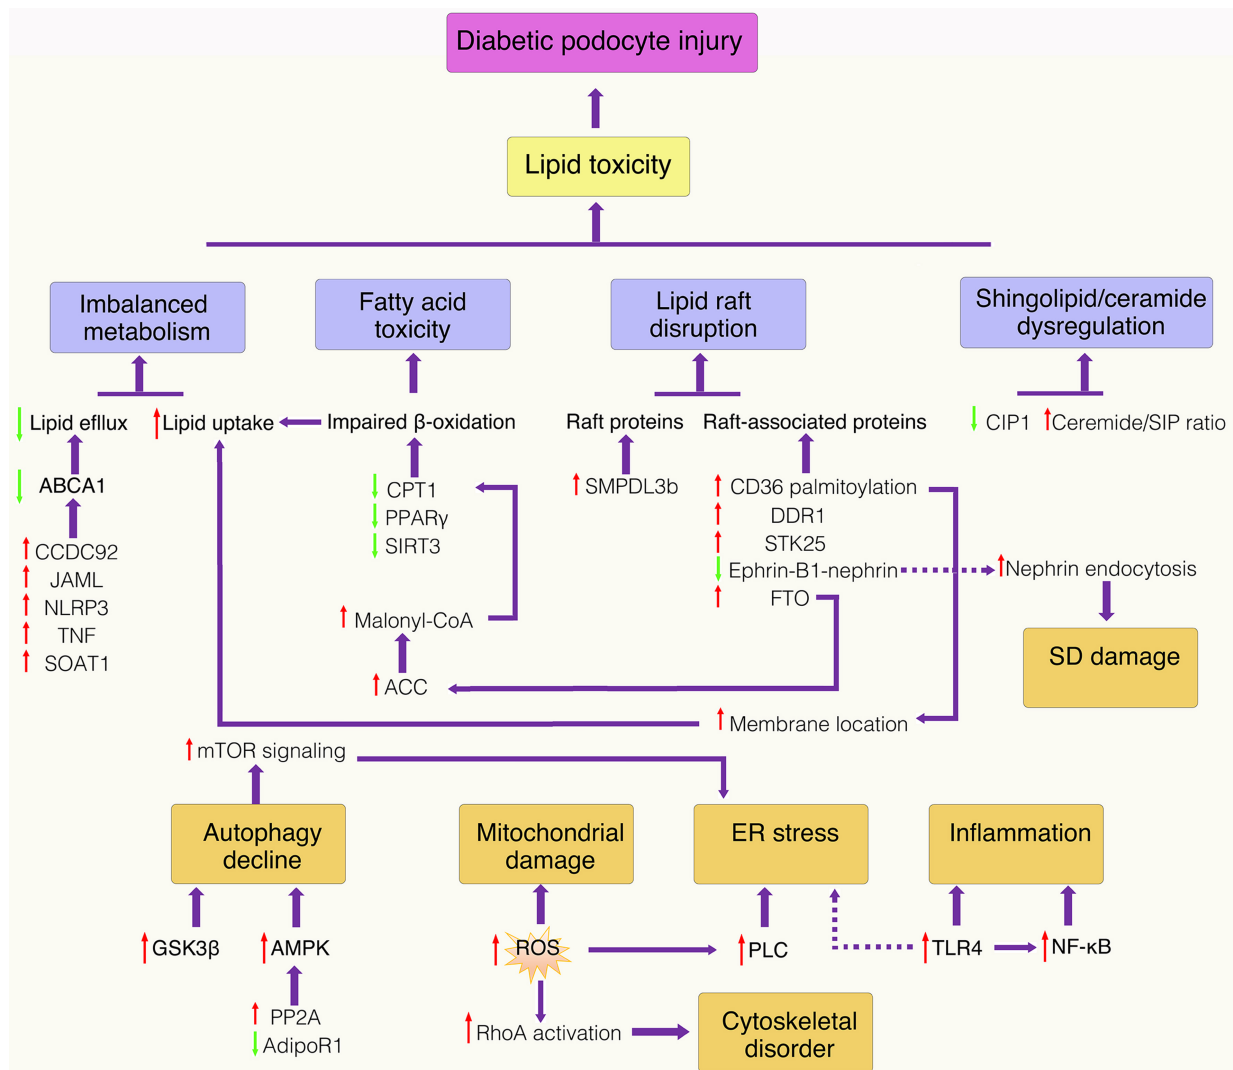 Diabetic podocyte injury
Lipid toxicity
Imbalanced
metabolism
Fatty acid
toxicity
Lipid raft
disruption
Shingolipid/ceramide
dysregulation
Lipid efllux
Lipid uptake
Impaired β-oxidation
Raft proteins
Raft-associated proteins
CIP1
Ceremide/SIP ratio
ABCA1
CCDC92
JAML
NLRP3
TNF
SOAT1
CPT1
PPARγ
SIRT3
Malonyl-CoA
ACC
SMPDL3b
CD36 palmitoylation
DDR1
STK25
Ephrin-B1-nephrin
FTO
Nephrin endocytosis
SD damage
Membrane location
mTOR signaling
Autophagy
decline
Mitochondrial
damage
ER stress
Inflammation
GSK3β
AMPK
ROS
PLC
TLR4
NF-κB
PP2A
AdipoR1
RhoA activation
Cytoskeletal
disorder